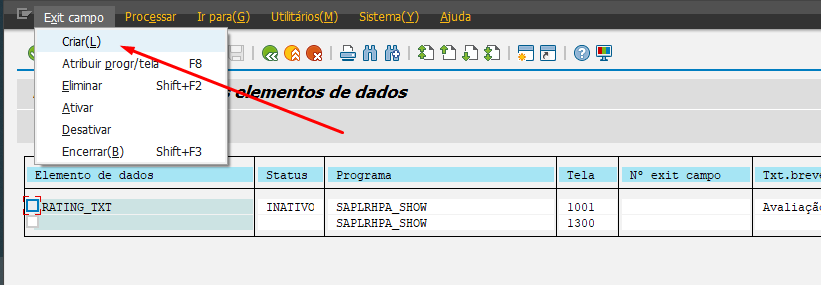 Exit campo Processar Ir para(G) Utilitários(M) Sistema(Y) Ajuda
Criar(L)
Atribuir progr/tela F8
Eliminar Shift+F2
Ativar
Desativar
Encerrar(B) Shift+F3
elementos de dados
Elemento de dados Status Programa Tela Nº exit campo Txt.breve
RATING_TXT INATIVO SAPLRHPA_SHOW 1001 Avaliação
SAPLRHPA_SHOW 1300